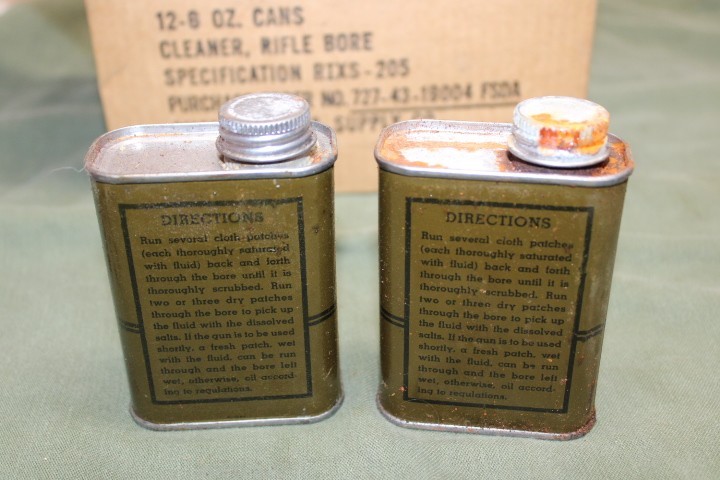 12-8 OZ. CANS
CLEANER, RIFLE BORE
SPECIFICATION RIXS-205
NO. 727-43-19004 FSDA
SUPPLY
DIRECTIONS
Run several cloth patches
(each thoroughly saturated
with fluid) back and forth
through the bore until it is
thoroughly scrubbed. Run
two or three dry patches
through the bore to pick up
the fluid with the dissolved
salts. If the gun is to be used
shortly, a fresh patch, wet
with the fluid, can be run
through and the bore left
wet, otherwise, oil accord-
ing to regulations.
DIRECTIONS
Run several cloth patches
(each thoroughly saturated
with fluid) back and forth
through the bore until it is
thoroughly scrubbed. Run
two or three dry patches
through the bore to pick up
the fluid with the dissolved
salts. If the gun is to be used
shortly, a fresh patch, wet
with the fluid, can be run
through and the bore left
wet, otherwise, oil accord-
ing to regulations.